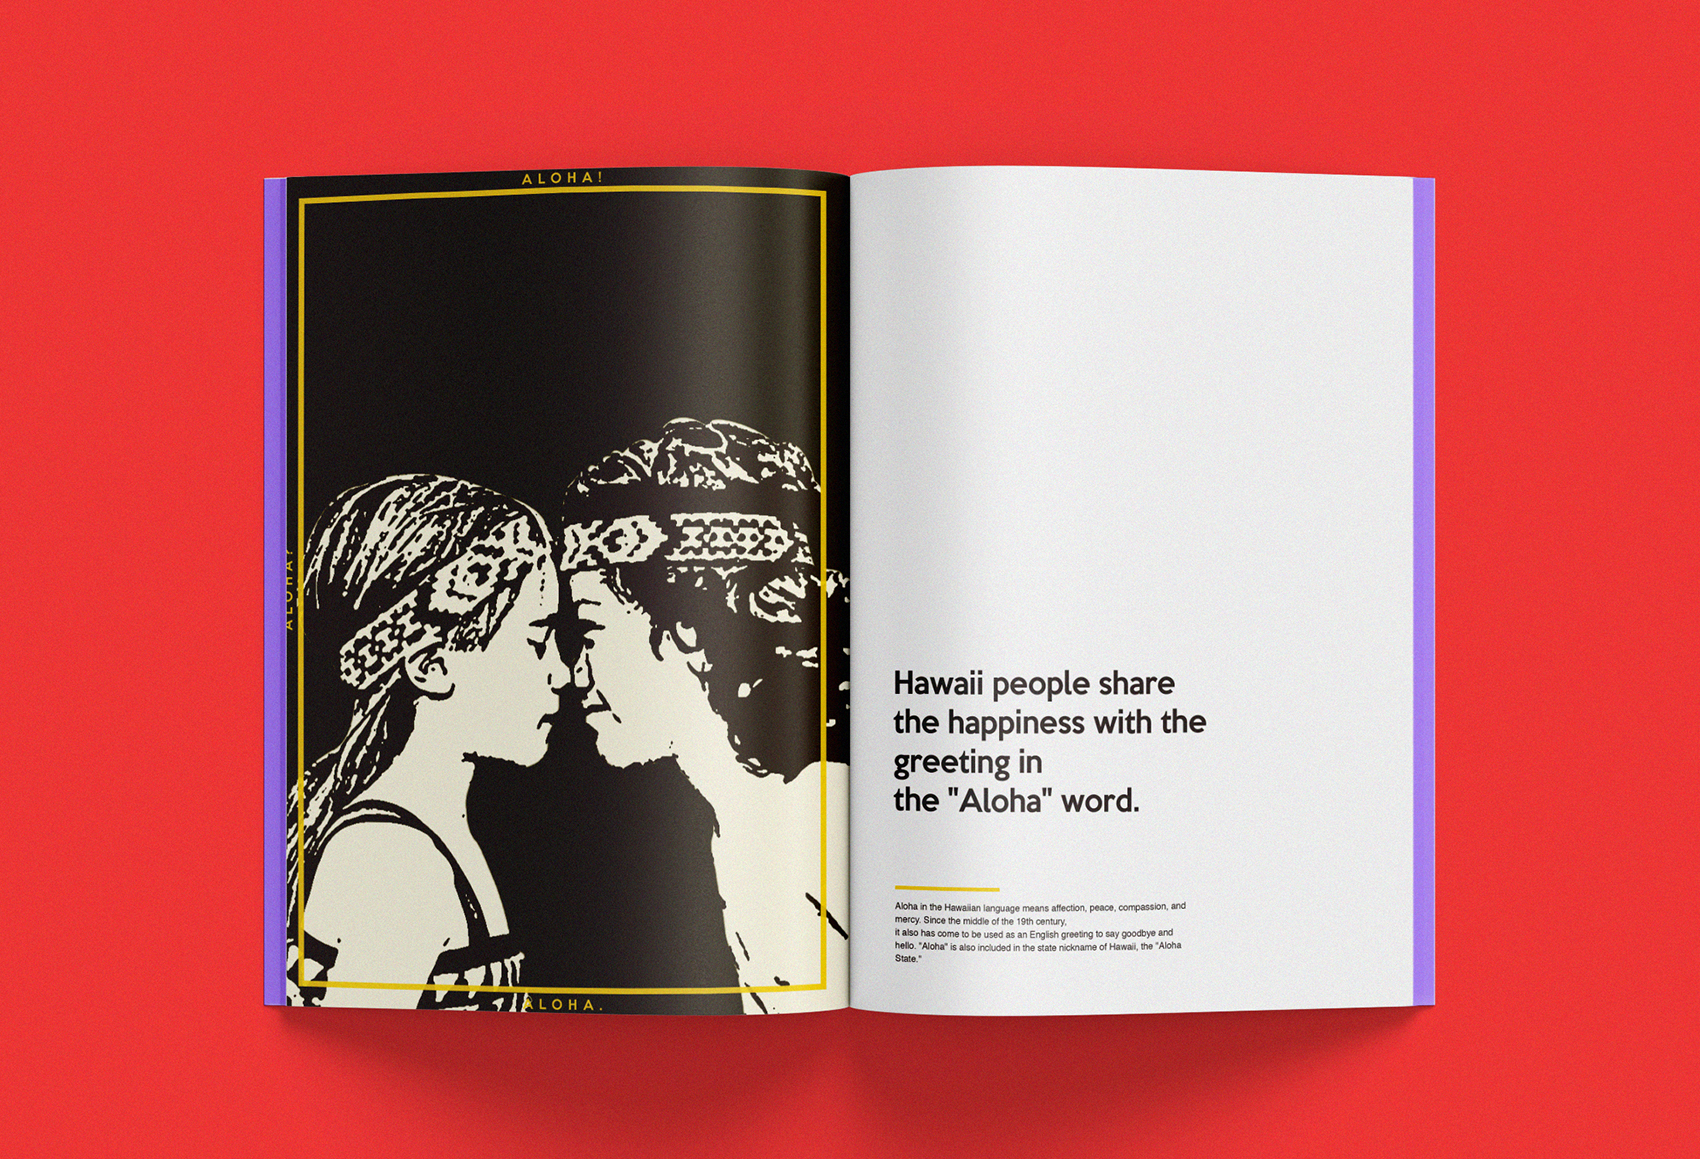 ALOHA!
ALOHA?
ALOHA.
Hawaii people share
the happiness with the
greeting in
the "Aloha" word.
Aloha in the Hawaiian language means affection, peace, compassion, and
mercy. Since the middle of the 19th century,
it also has come to be used as an English greeting to say goodbye and
hello. "Aloha" is also included in the state nickname of Hawaii, the "Aloha
State."